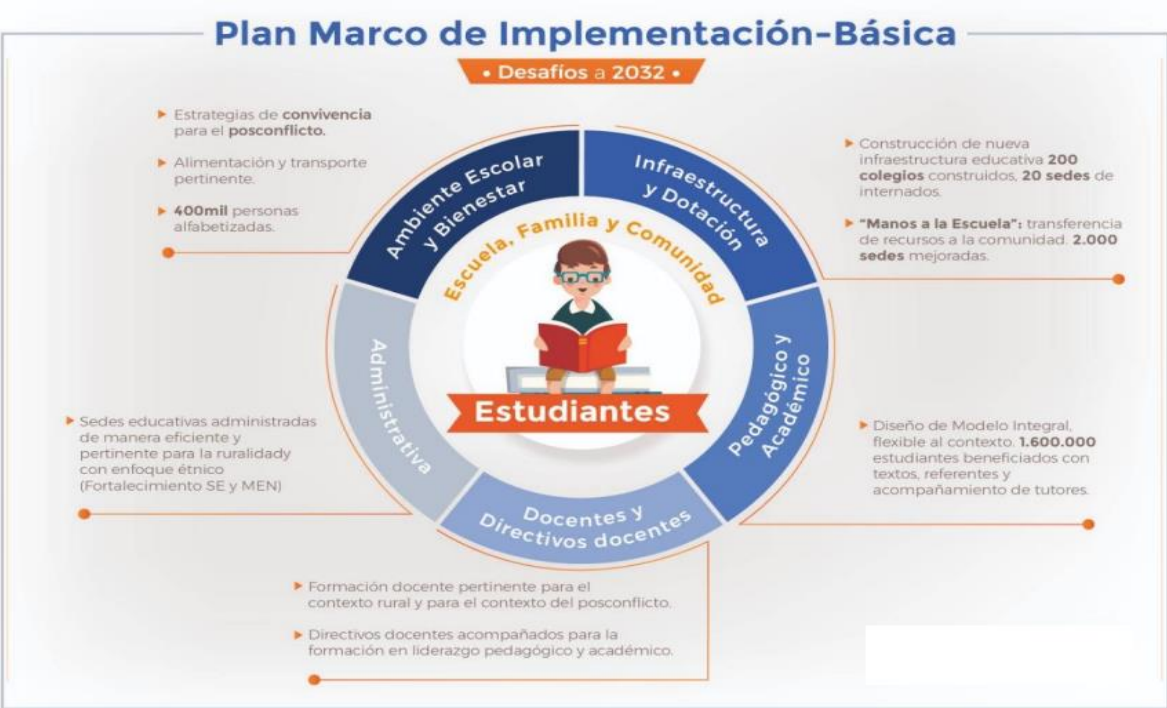 Plan Marco de Implementación-Básica
• Desafíos a 2032 •
Estrategias de convivencia
para el posconflicto.
Alimentación y transporte
pertinente.
400mil personas
alfabetizadas.
Ambiente Escolar
y Bienestar
Infraestructura
y Dotación
Construcción de nueva
infraestructura educativa 200
colegios construidos, 20 sedes de
internados.
"Manos a la Escuela": transferencia
de recursos a la comunidad. 2.000
sedes mejoradas.
Escuela, Familia y Comunidad
Estudiantes
Administrativa
Pedagógico y
Académico
Sedes educativas administradas
de manera eficiente y
pertinente para la ruralidady
con enfoque étnico
(Fortalecimiento SE y MEN)
Diseño de Modelo Integral,
flexible al contexto. 1.600.000
estudiantes beneficiados con
textos, referentes y
acompañamiento de tutores.
Docentes y
Directivos docentes
Formación docente pertinente para el
contexto rural y para el contexto del posconflicto.
Directivos docentes acompañados para la
formación en liderazgo pedagógico y académico.